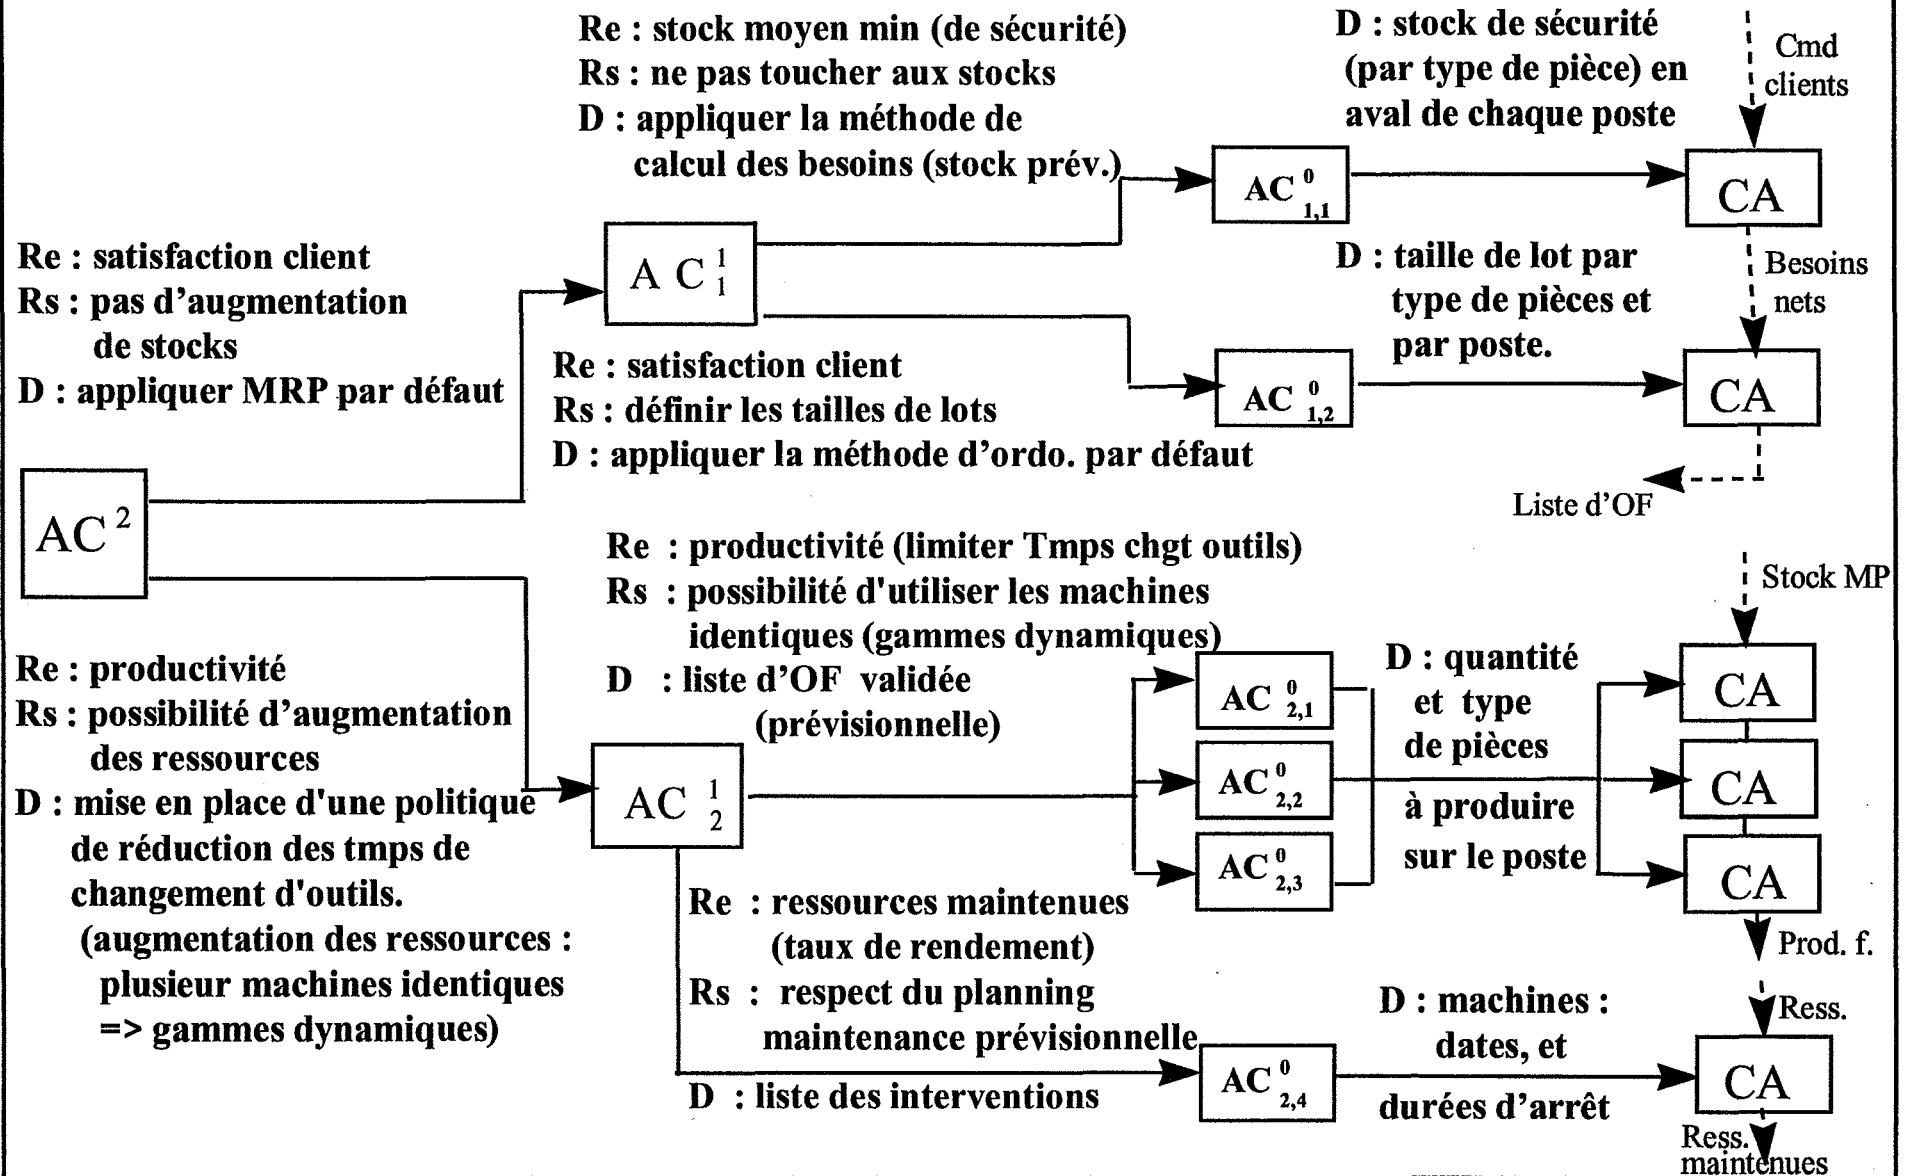 Re : stock moyen min (de sécurité)
Rs : ne pas toucher aux stocks
D : appliquer la méthode de
calcul des besoins (stock prév.)
D : stock de sécurité
(par type de pièce) en
aval de chaque poste
Cmd
clients
AC 0 1,1
CA
Re : satisfaction client
Rs : pas d'augmentation
de stocks
D : appliquer MRP par défaut
A C 1 1
D : taille de lot par
type de pièces et
par poste.
Besoins
nets
Re : satisfaction client
Rs : définir les tailles de lots
D : appliquer la méthode d'ordo. par défaut
AC 0 1,2
CA
Liste d'OF
AC 2
Re : productivité (limiter Tmps chgt outils)
Rs : possibilité d'utiliser les machines
identiques (gammes dynamiques)
D : liste d'OF validée
(prévisionnelle)
Stock MP
Re : productivité
Rs : possibilité d'augmentation
des ressources
D : mise en place d'une politique
de réduction des tmps de
changement d'outils.
(augmentation des ressources :
plusieur machines identiques
=> gammes dynamiques)
AC 1 2
AC 0 2,1
AC 0 2,2
AC 0 2,3
D : quantité
et type
de pièces
à produire
sur le poste
CA
CA
CA
Prod. f.
Re : ressources maintenues
(taux de rendement)
Rs : respect du planning
maintenance prévisionnelle
D : liste des interventions
AC 0 2,4
D : machines :
dates, et
durées d'arrêt
Ress.
CA
Ress.
maintenues